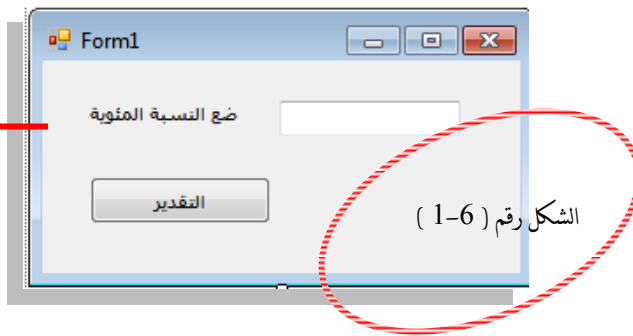 Form1
ضع النسبة المئوية
التقدير
الشكل رقم ( 6-1 )